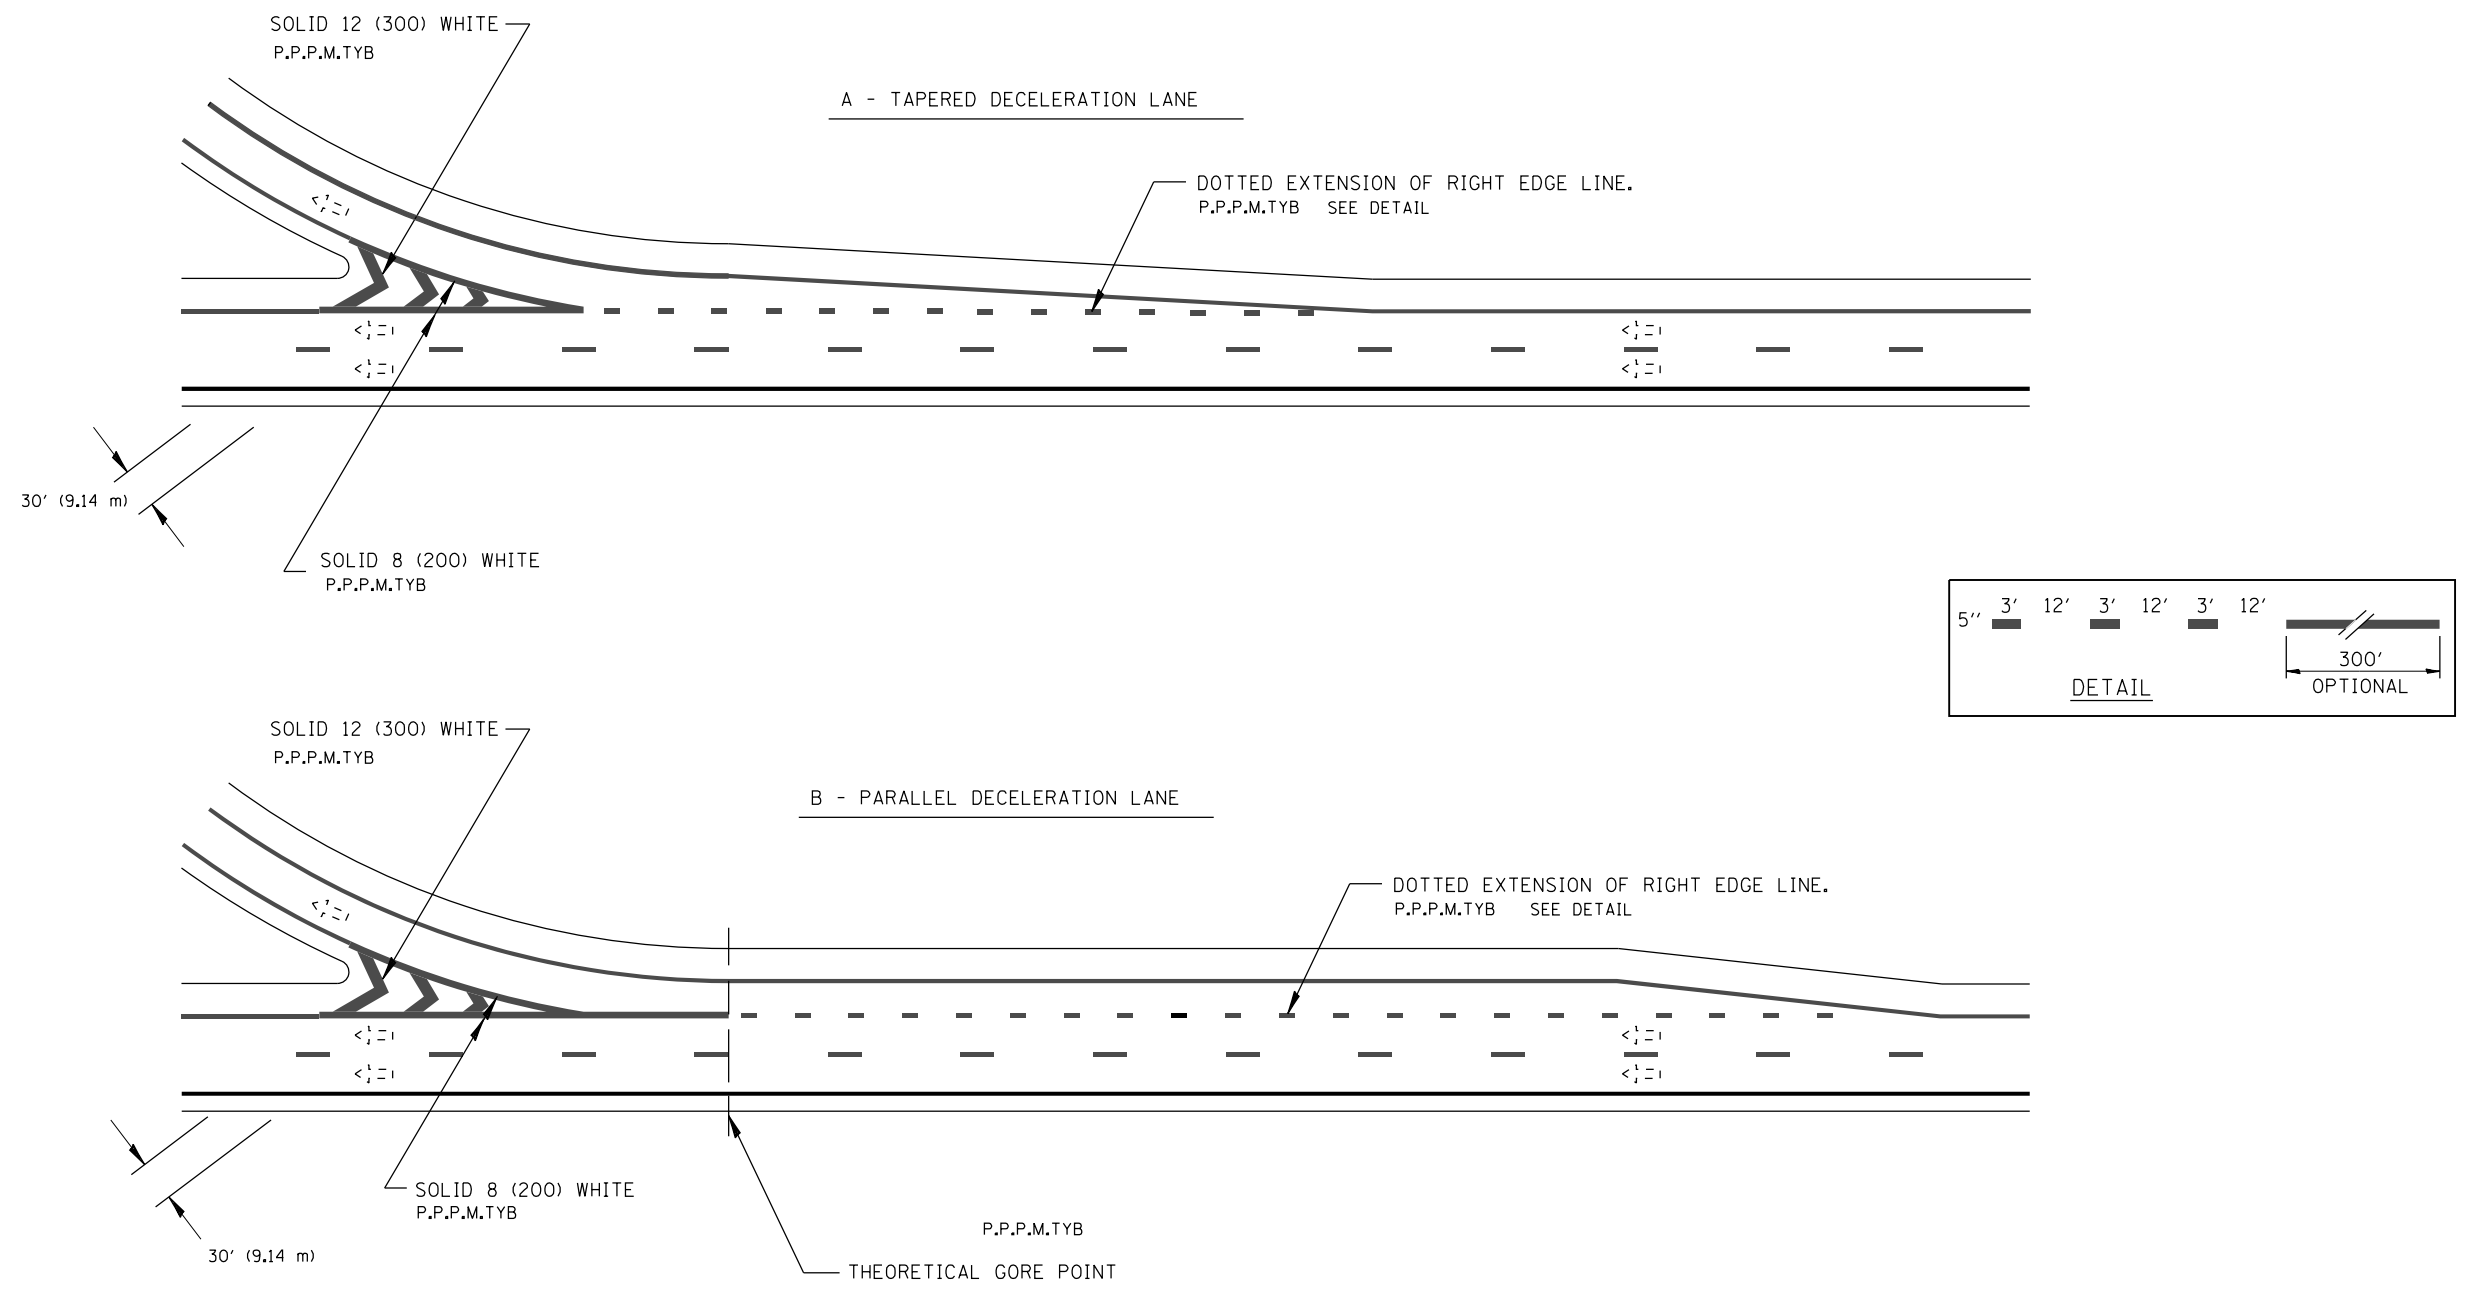 SOLID 12 (300) WHITE
P.P.P.M.TYB
A - TAPERED DECELERATION LANE
DOTTED EXTENSION OF RIGHT EDGE LINE.
P.P.P.M.TYB SEE DETAIL
30' (9.14 m)
SOLID 8 (200) WHITE
P.P.P.M.TYB
5'' 3' 12' 3' 12' 3' 12'
300'
OPTIONAL
DETAIL
SOLID 12 (300) WHITE
P.P.P.M.TYB
B - PARALLEL DECELERATION LANE
DOTTED EXTENSION OF RIGHT EDGE LINE.
P.P.P.M.TYB SEE DETAIL
SOLID 8 (200) WHITE
P.P.P.M.TYB
30' (9.14 m)
P.P.P.M.TYB
THEORETICAL GORE POINT